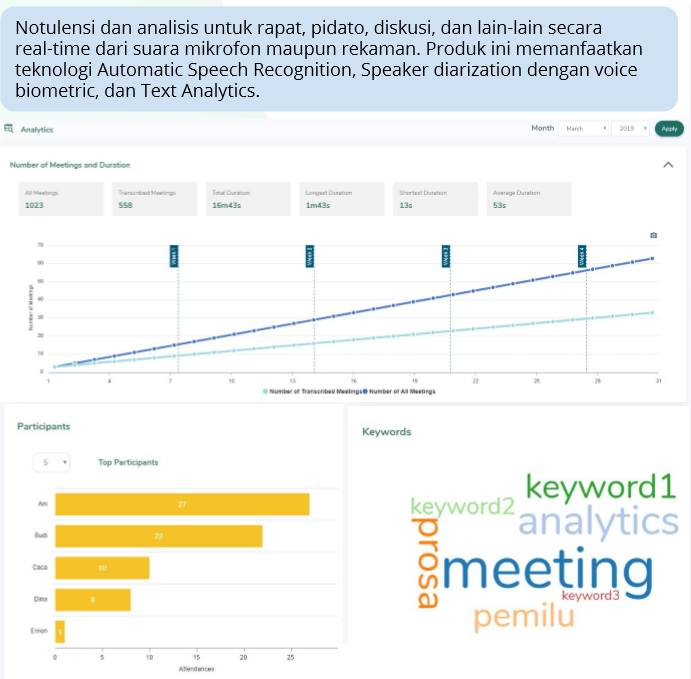 Notulensi dan analisis untuk rapat, pidato, diskusi, dan lain-lain secara
real-time dari suara mikrofon maupun rekaman. Produk ini memanfaatkan
teknologi Automatic Speech Recognition, Speaker diarization dengan voice
biometric, dan Text Analytics.
Analytics
Month March 2019 Apply
Number of Meetings and Duration
All Meetings
1023
Transcribed Meetings
558
Total Duration
16m43s
Longest Duration
1m43s
Shortest Duration
13s
Average Duration
53s
Number of Meetings
70
60
50
40
30
20
10
0
Week 1
Week 2
Week 3
Week 4
1 4 7 10 13 16 19 22 25 28 31
Number of Transcribed Meetings Number of All Meetings
Participants
5 Top Participants
Ani 27
Budi 22
Caca 10
Dina 8
Emon 1
0 5 10 15 20 25
Attendances
Keywords
keyword1
keyword2
analytics
prosa
meeting
keyword3
pemilu